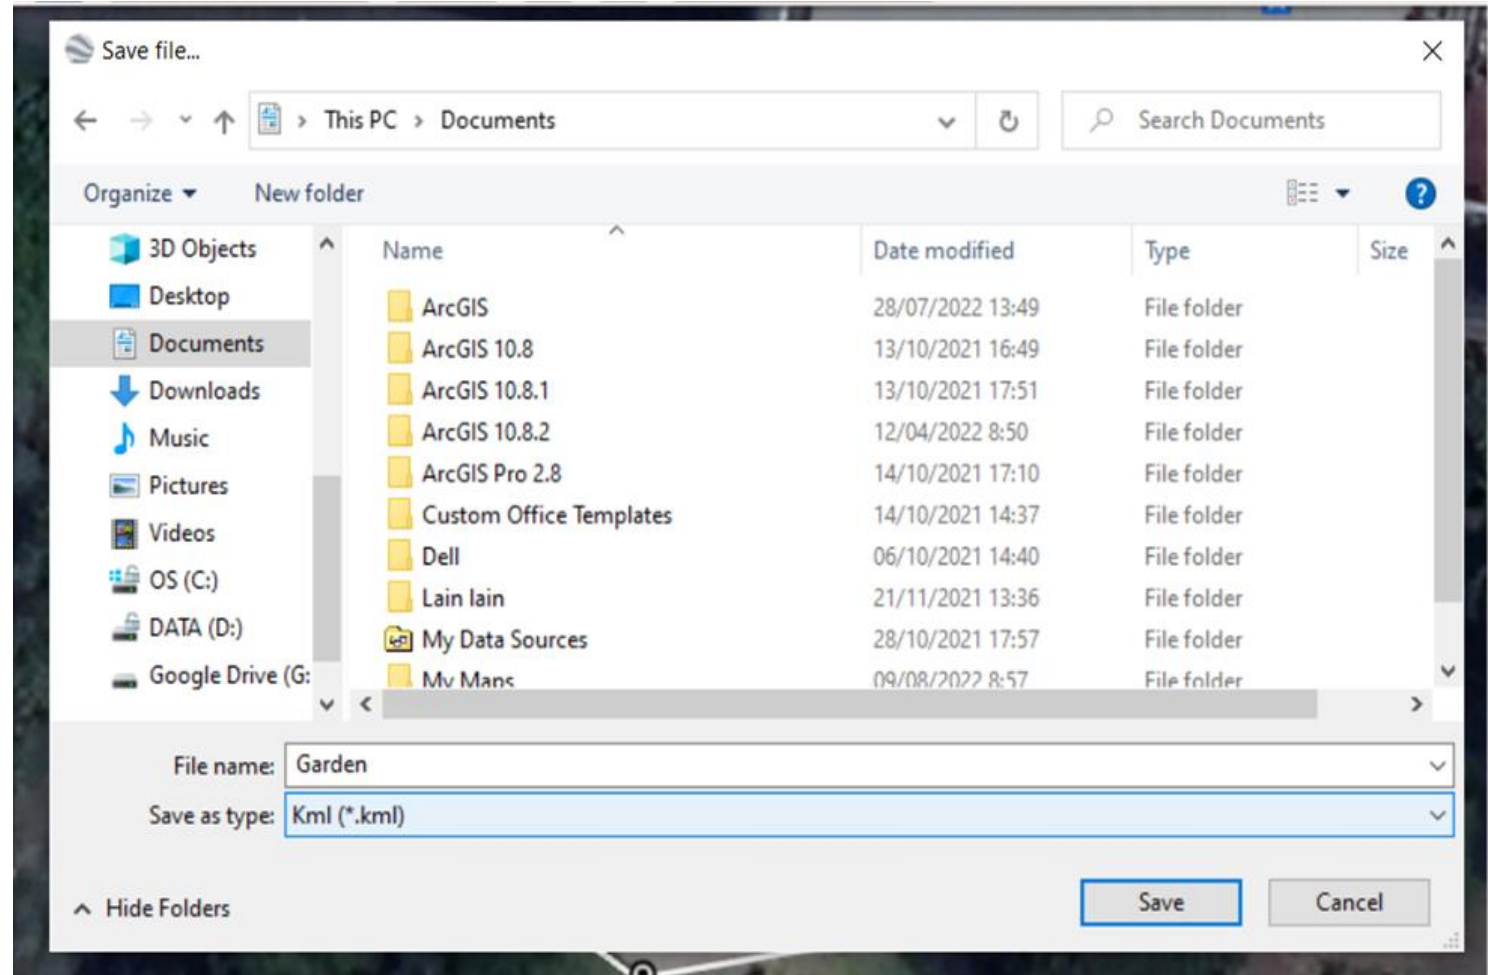 Save file...
This PC > Documents
Search Documents
Organize
New folder
3D Objects
Desktop
Documents
Downloads
Music
Pictures
Videos
OS (C:)
DATA (D:)
Google Drive (G:
Name Date modified Type Size
ArcGIS 28/07/2022 13:49 File folder
ArcGIS 10.8 13/10/2021 16:49 File folder
ArcGIS 10.8.1 13/10/2021 17:51 File folder
ArcGIS 10.8.2 12/04/2022 8:50 File folder
ArcGIS Pro 2.8 14/10/2021 17:10 File folder
Custom Office Templates 14/10/2021 14:37 File folder
Dell 06/10/2021 14:40 File folder
Lain lain 21/11/2021 13:36 File folder
My Data Sources 28/10/2021 17:57 File folder
My Maps 09/08/2022 8:57 File folder
File name: Garden
Save as type: Kml (*.kml)
Hide Folders
Save
Cancel